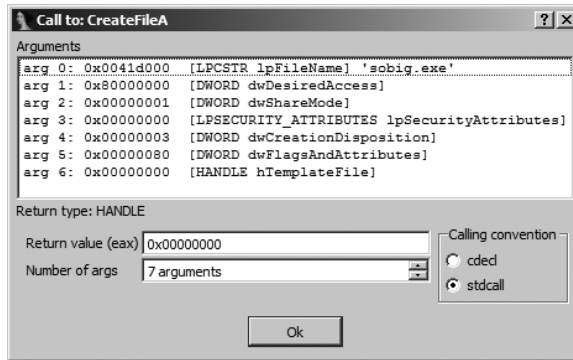 Call to: CreateFileA
Arguments
arg 0: 0x0041d000 [LPCSTR lpFileName] 'sobig.exe'
arg 1: 0x80000000 [DWORD dwDesiredAccess]
arg 2: 0x00000001 [DWORD dwShareMode]
arg 3: 0x00000000 [LPSECURITY_ATTRIBUTES lpSecurityAttributes]
arg 4: 0x00000003 [DWORD dwCreationDisposition]
arg 5: 0x00000080 [DWORD dwFlagsAndAttributes]
arg 6: 0x00000000 [HANDLE hTemplateFile]
Return type: HANDLE
Return value (eax) 0x00000000
Number of args 7 arguments
Calling convention
cdecl
stdcall
Ok